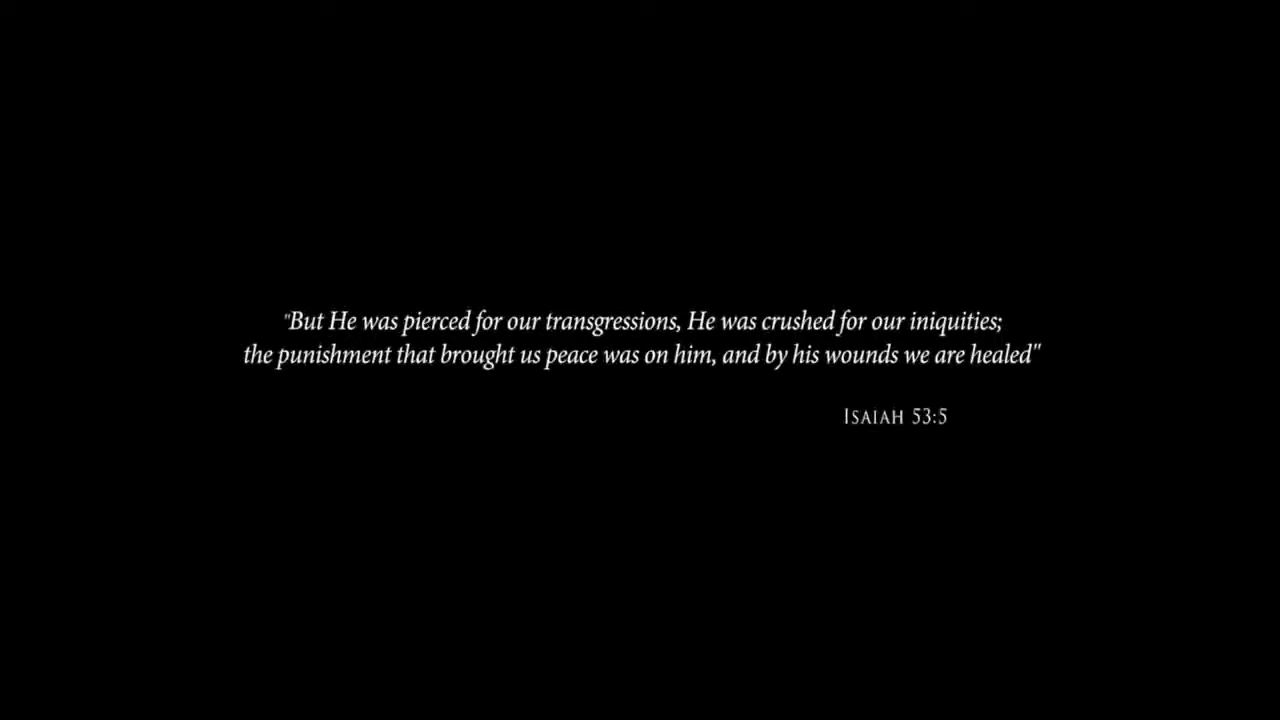 "But He was pierced for our transgressions, He was crushed for our iniquities;
the punishment that brought us peace was on him, and by his wounds we are healed"
Isaiah 53:5